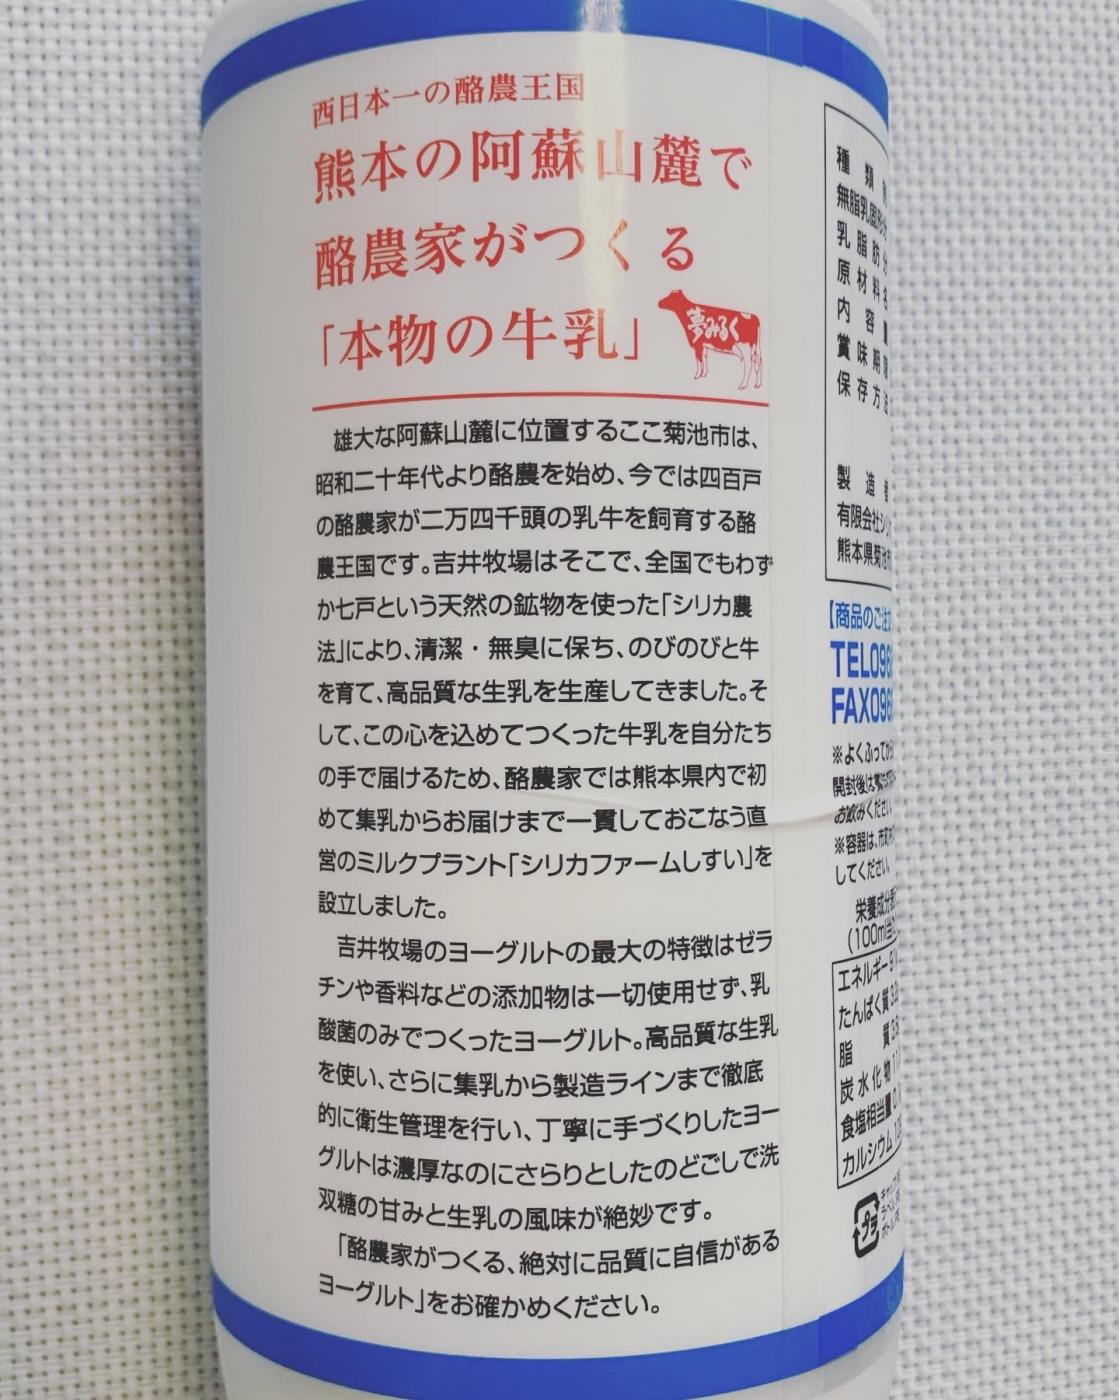 西日本一の酪農王国
熊本の阿蘇山麓で
酪農家がつくる
「本物の牛乳」
夢みるく
雄大な阿蘇山麓に位置するここ菊池市は、
昭和二十年代より酪農を始め、今では四百戸
の酪農家が二万四千頭の乳牛を飼育する酪
農王国です。吉井牧場はそこで、全国でもわず
か七戸という天然の鉱物を使った「シリカ農
法」により、清潔・無臭に保ち、のびのびと牛
を育て、高品質な生乳を生産してきました。そ
して、この心を込めてつくった牛乳を自分たち
の手で届けるため、酪農家では熊本県内で初
めて集乳からお届けまで一貫しておこなう直
営のミルクプラント「シリカファームしすい」を
設立しました。
吉井牧場のヨーグルトの最大の特徴はゼラ
チンや香料などの添加物は一切使用せず、乳
酸菌のみでつくったヨーグルト。高品質な生乳
を使い、さらに集乳から製造ラインまで徹底
的に衛生管理を行い、丁寧に手づくりしたヨー
グルトは濃厚なのにさらりとしたのどごしで洗
双糖の甘みと生乳の風味が絶妙です。
「酪農家がつくる、絶対に品質に自信がある
ヨーグルト」をお確かめください。
種類
無脂乳固形分
乳脂肪分
原材料名
内容量
賞味期限
保存方法
製造者
有限会社シリ
熊本県菊池市
【商品のご注文
TEL096
FAX096
※よくふってから
開封後は
お飲みください
※容器は、市町
してください。
栄養成分表
(100ml当
エネルギー
たんぱく質
脂質
炭水化物
食塩相当量
カルシウム
プラ